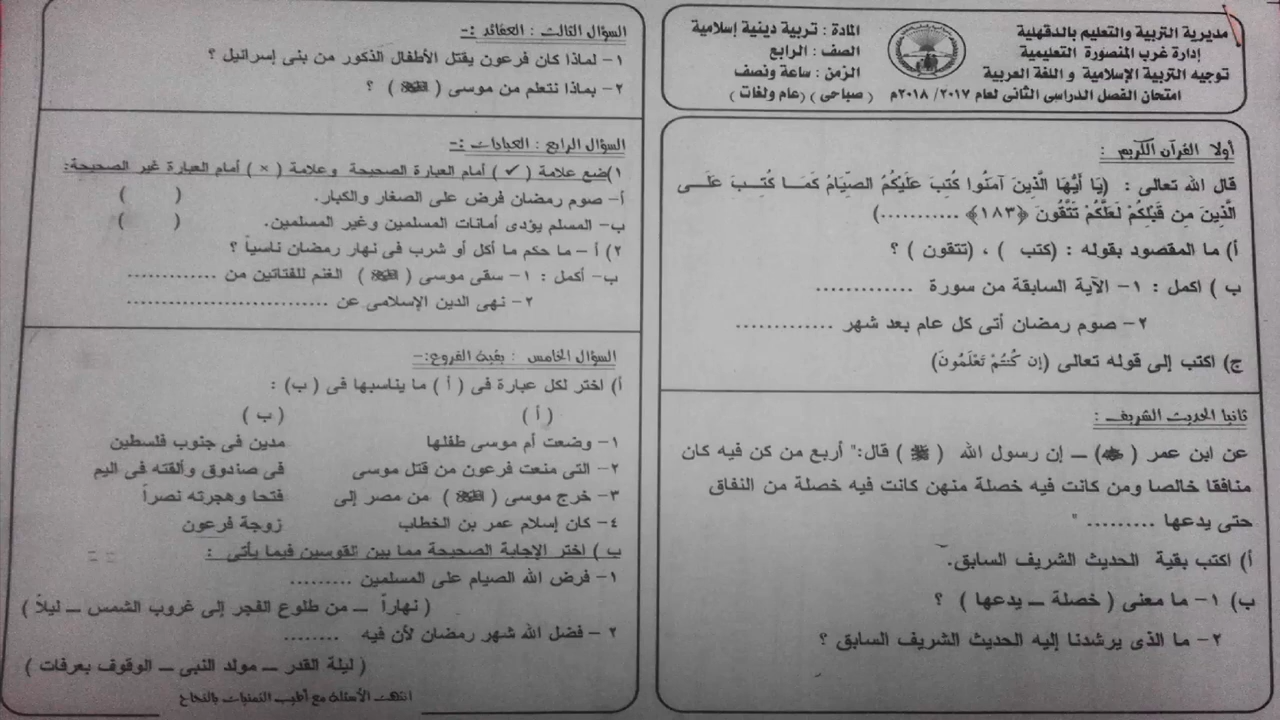 مديرية التربية والتعليم بالدقهلية
إدارة غرب المنصورة التعليمية
توجيه التربية الإسلامية واللغة العربية
امتحان الفصل الدراسى الثانى لعام ٢٠١٧/ ٢٠١٨م
المادة : تربية دينية إسلامية
الصف : الرابع
الزمن : ساعة ونصف
( صباحى ) ( عام ولغات )
أولا القرآن الكريم :
قال الله تعالى : (يَا أَيُّهَا الَّذِينَ آمَنُوا كُتِبَ عَلَيْكُمُ الصِّيَامُ كَمَا كُتِبَ عَلَى
الَّذِينَ مِن قَبْلِكُمْ لَعَلَّكُمْ تَتَّقُونَ ﴿١٨٣﴾ ...........)
أ) ما المقصود بقوله : (كتب ) ، (تتقون ) ؟
ب ) اكمل : ١- الآية السابقة من سورة .............
٢- صوم رمضان أتى كل عام بعد شهر .............
ج) اكتب إلى قوله تعالى (إِن كُنتُمْ تَعْلَمُونَ)
ثانيا الحديث الشريف :
عن ابن عمر ( ) ــ إن رسول الله ( ﷺ ) قال:" أربع من كن فيه كان
منافقا خالصا ومن كانت فيه خصلة منهن كانت فيه خصلة من النفاق
حتى يدعها ......... "
أ) اكتب بقية الحديث الشريف السابق.
ب) ١- ما معنى ( خصلة ــ يدعها ) ؟
٢- ما الذى يرشدنا إليه الحديث الشريف السابق ؟
السؤال الثالث : العقائد :-
١- لماذا كان فرعون يقتل الأطفال الذكور من بنى إسرائيل ؟
٢- بماذا نتعلم من موسى ( ) ؟
السؤال الرابع : العبادات :-
١)ضع علامة ( ✓ ) أمام العبارة الصحيحة وعلامة ( × ) أمام العبارة غير الصحيحة:
أ- صوم رمضان فرض على الصغار والكبار. ( )
ب- المسلم يؤدى أمانات المسلمين وغير المسلمين. ( )
٢) أ - ما حكم ما أكل أو شرب فى نهار رمضان ناسياً ؟
ب- أكمل : ١- سقى موسى ( ) الغنم للفتاتين من ............
٢- نهى الدين الإسلامى عن ...........................
السؤال الخامس : بقية الفروع:-
أ) اختر لكل عبارة فى ( أ ) ما يناسبها فى ( ب) :
( أ ) ( ب )
١- وضعت أم موسى طفلها مدين فى جنوب فلسطين
٢- التى منعت فرعون من قتل موسى فى صندوق وألقته فى اليم
٣- خرج موسى ( ) من مصر إلى فتحا وهجرته نصراً
٤- كان إسلام عمر بن الخطاب زوجة فرعون
ب ) اختر الإجابة الصحيحة مما بين القوسين فيما يأتى :
١- فرض الله الصيام على المسلمين .........
( نهاراً ــ من طلوع الفجر إلى غروب الشمس ــ ليلاً )
٢- فضل الله شهر رمضان لأن فيه ........
( ليلة القدر ــ مولد النبى ــ الوقوف بعرفات )
انتهت الأسئلة مع أطيب التمنيات بالنجاح